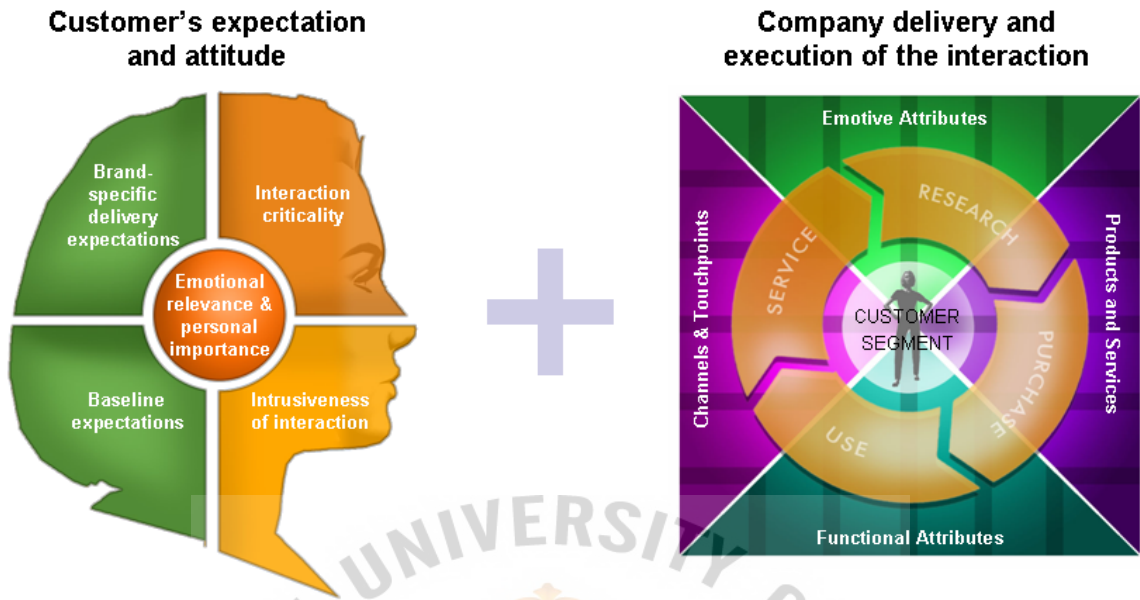 Customer's expectation
and attitude
Brand-
specific
delivery
expectations
Interaction
criticality
Emotional
relevance &
personal
importance
Baseline
expectations
Intrusiveness
of interaction
Company delivery and
execution of the interaction
Emotive Attributes
Channels & Touchpoints
Products and Services
RESEARCH
SERVICE
CUSTOMER
SEGMENT
PURCHASE
USE
Functional Attributes
UNIVERSITY